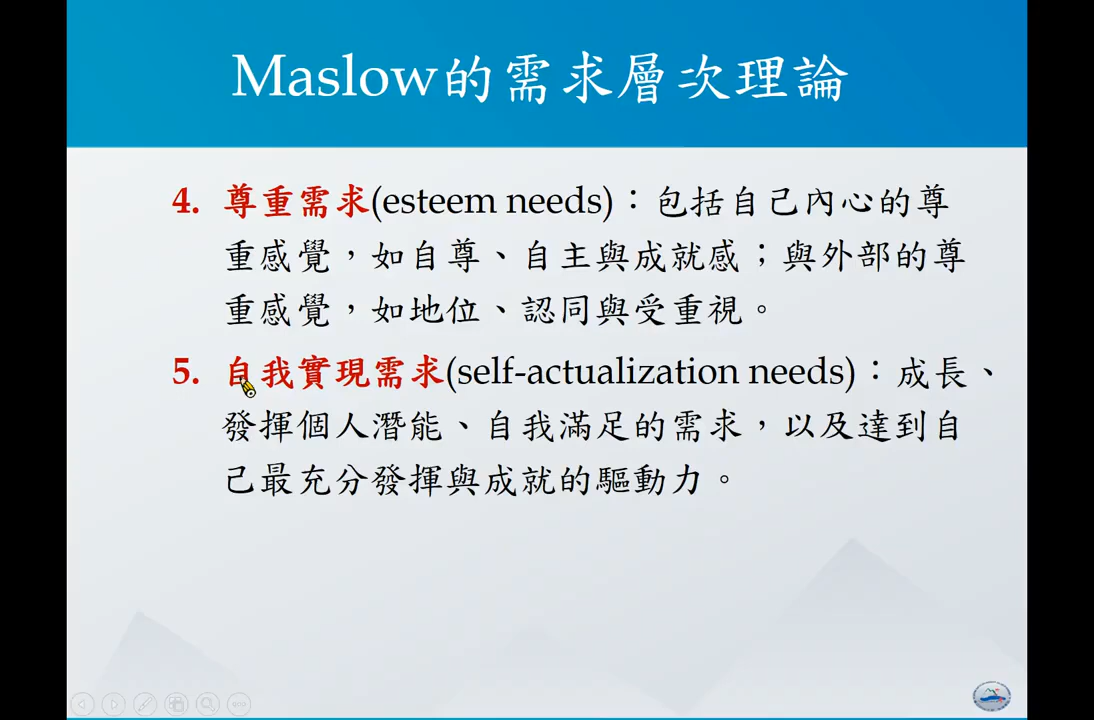 Maslow的需求層次理論
4. 尊重需求(esteem needs)：包括自己內心的尊
重感覺，如自尊、自主與成就感；與外部的尊
重感覺，如地位、認同與受重視。
5. 自我實現需求(self-actualization needs)：成長、
發揮個人潛能、自我滿足的需求，以及達到自
己最充分發揮與成就的驅動力。